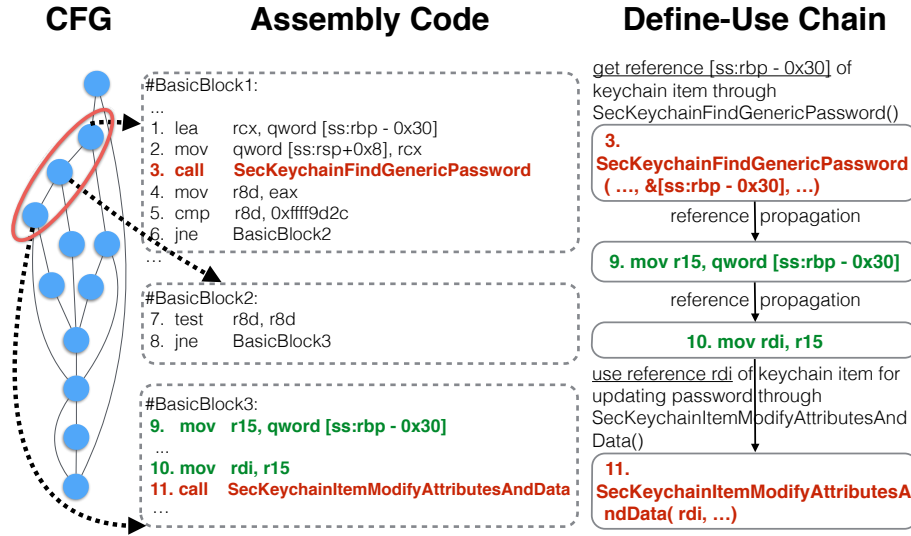 CFG
Assembly Code
Define-Use Chain
#BasicBlock1:
...
1. lea rcx, qword [ss:rbp - 0x30]
2. mov qword [ss:rsp+0x8], rcx
3. call SecKeychainFindGenericPassword
4. mov r8d, eax
5. cmp r8d, 0xffff9d2c
6. jne BasicBlock2
...
#BasicBlock2:
7. test r8d, r8d
8. jne BasicBlock3
#BasicBlock3:
9. mov r15, qword [ss:rbp - 0x30]
...
10. mov rdi, r15
11. call SecKeychainItemModifyAttributesAndData
...
get reference [ss:rbp - 0x30] of
keychain item through
SecKeychainFindGenericPassword()
3.
SecKeychainFindGenericPassword
( ..., &[ss:rbp - 0x30], ...)
reference propagation
9. mov r15, qword [ss:rbp - 0x30]
reference propagation
10. mov rdi, r15
use reference rdi of keychain item for
updating password through
SecKeychainItemModifyAttributesAnd
Data()
11.
SecKeychainItemModifyAttributesA
ndData( rdi, ...)